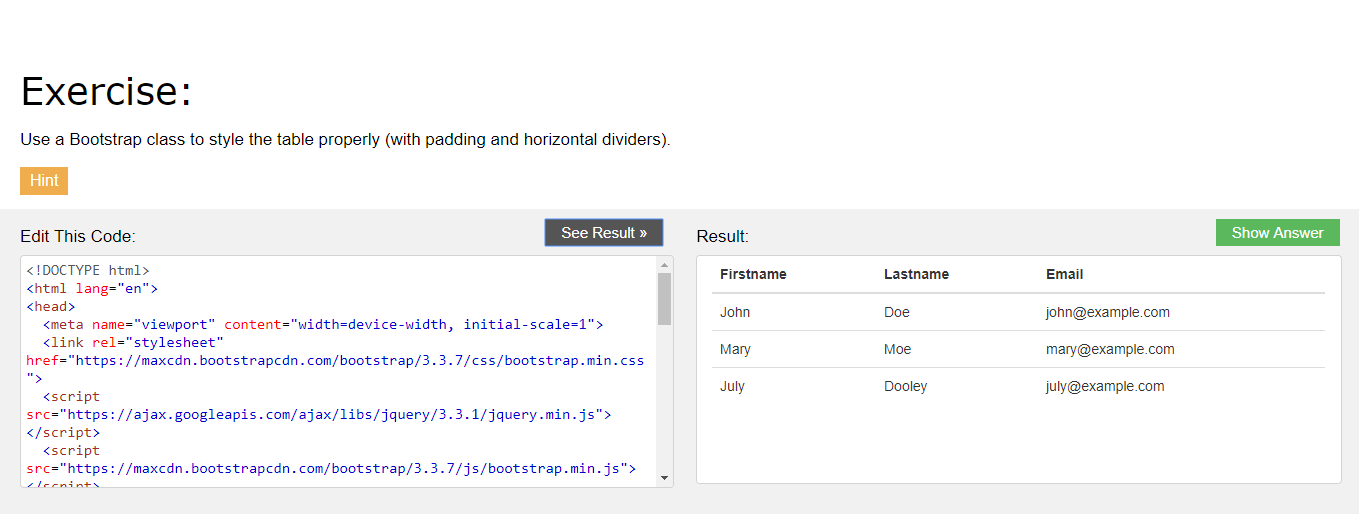 Exercise:
Use a Bootstrap class to style the table properly (with padding and horizontal dividers).
Hint
Edit This Code:
See Result »
<!DOCTYPE html>
<html lang="en">
<head>
  <meta name="viewport" content="width=device-width, initial-scale=1">
  <link rel="stylesheet"
href="https://maxcdn.bootstrapcdn.com/bootstrap/3.3.7/css/bootstrap.min.css
">
  <script
src="https://ajax.googleapis.com/ajax/libs/jquery/3.3.1/jquery.min.js">
</script>
  <script
src="https://maxcdn.bootstrapcdn.com/bootstrap/3.3.7/js/bootstrap.min.js">
</script>
Result:
Show Answer
Firstname Lastname Email
John Doe john@example.com
Mary Moe mary@example.com
July Dooley july@example.com